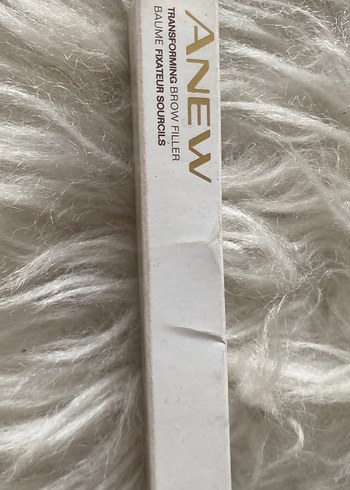 ANEW
TRANSFORMING BROW FILLER
BAUME FIXATEUR SOURCILS